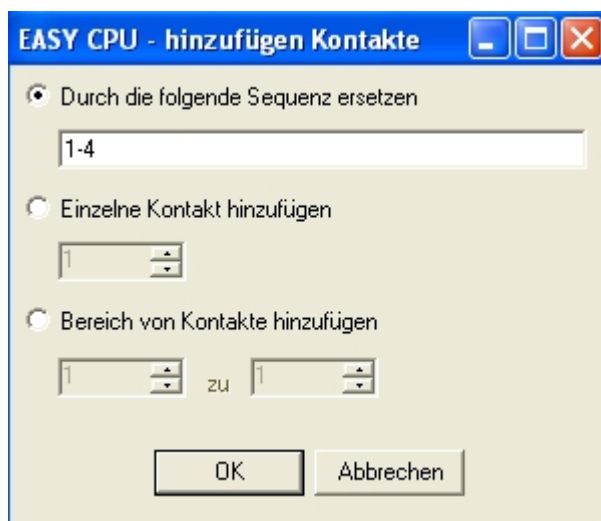 EASY CPU - hinzufügen Kontakte
Durch die folgende Sequenz ersetzen
1-4
Einzelne Kontakt hinzufügen
1
Bereich von Kontakte hinzufügen
1 zu 1
OK Abbrechen